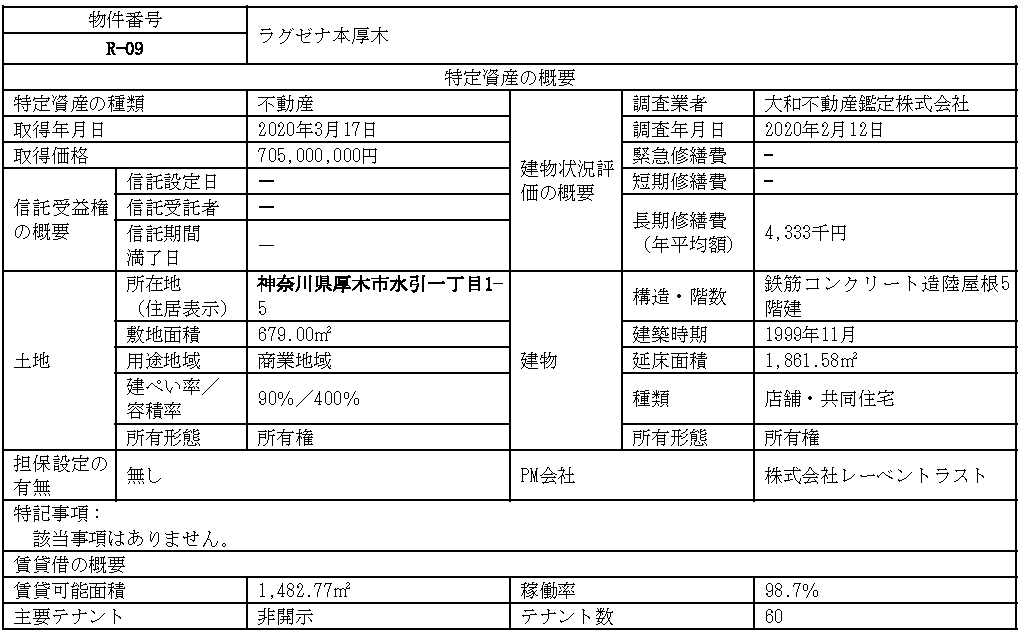 物件番号
R-09
ラグゼナ本厚木
特定資産の概要
特定資産の種類
不動産
取得年月日
2020年3月17日
取得価格
705,000,000円
信託受益権
の概要
信託設定日
―
信託受託者
―
信託期間
満了日
―
建物状況評
価の概要
調査業者
大和不動産鑑定株式会社
調査年月日
2020年2月12日
緊急修繕費
-
短期修繕費
-
長期修繕費
(年平均額)
4,333千円
土地
所在地
(住居表示)
神奈川県厚木市水引一丁目1-
5
敷地面積
679.00㎡
用途地域
商業地域
建ぺい率/
容積率
90%/400%
所有形態
所有権
建物
構造・階数
鉄筋コンクリート造陸屋根5
階建
建築時期
1999年11月
延床面積
1,861.58㎡
種類
店舗・共同住宅
所有形態
所有権
担保設定の
有無
無し
PM会社
株式会社レーベントラスト
特記事項:
該当事項はありません。
賃貸借の概要
賃貸可能面積
1,482.77㎡
稼働率
98.7%
主要テナント
非開示
テナント数
60